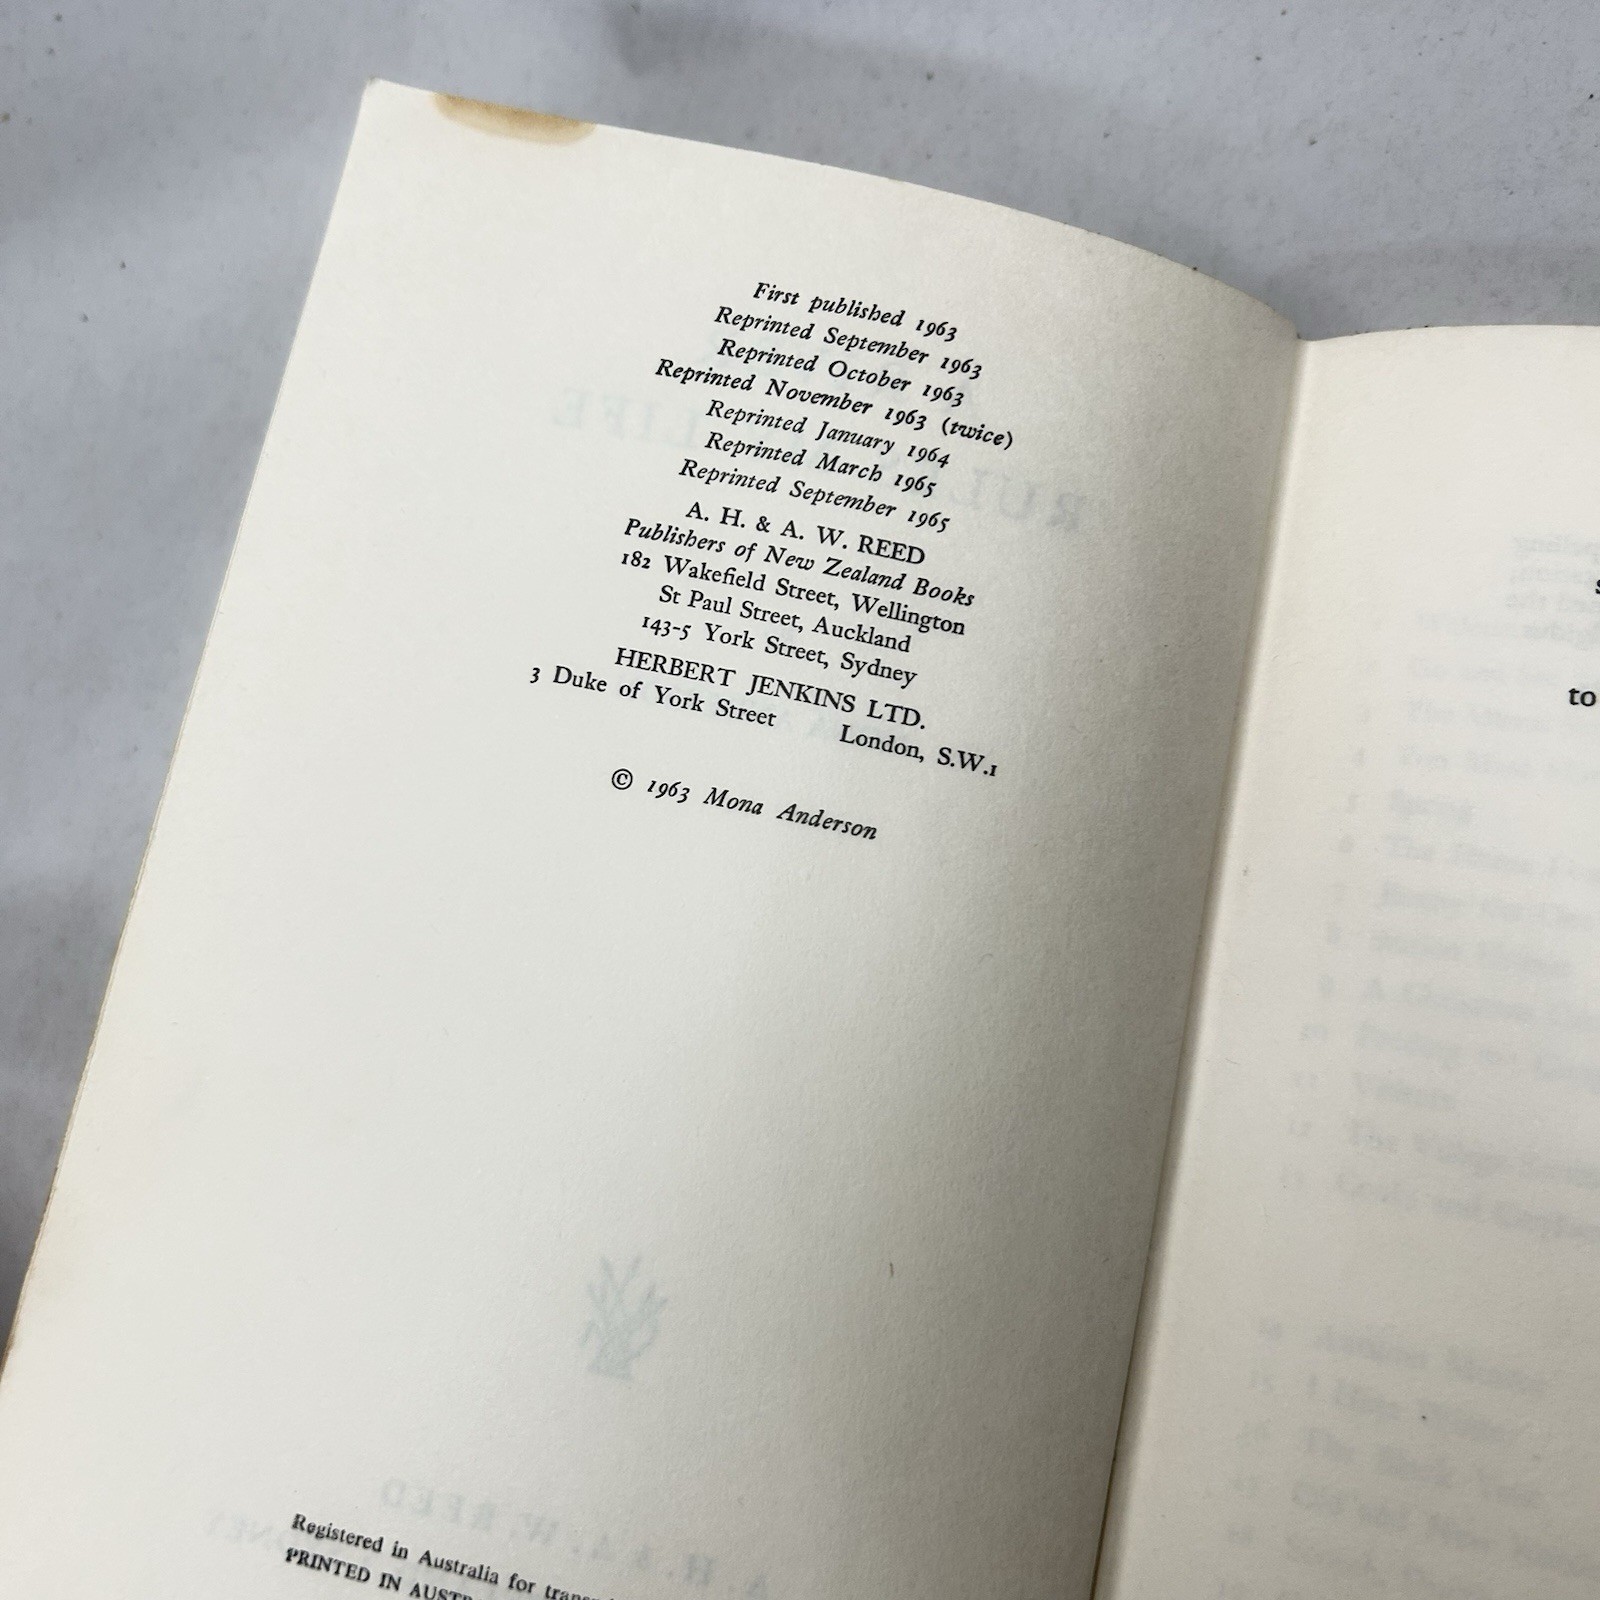 First published 1963
Reprinted September 1963
Reprinted October 1963
Reprinted November 1963 (twice)
Reprinted January 1964
Reprinted March 1965
Reprinted September 1965
A. H. & A. W. REED
Publishers of New Zealand Books
182 Wakefield Street, Wellington
St Paul Street, Auckland
143-5 York Street, Sydney
HERBERT JENKINS LTD.
3 Duke of York Street London, S.W.1
© 1963 Mona Anderson
Registered in Australia for
PRINTED IN
to